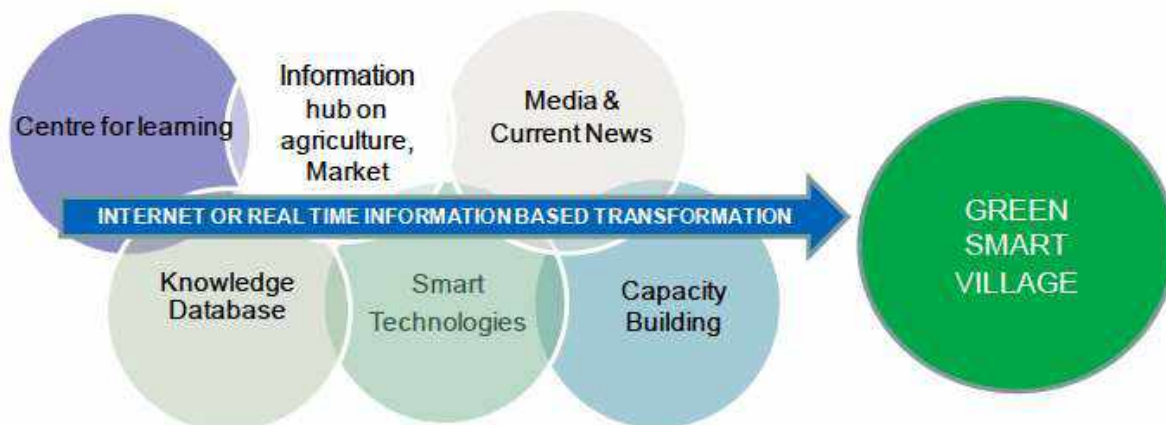 Centre for learning
Information
hub on
agriculture,
Market
Media &
Current News
INTERNET OR REAL TIME INFORMATION BASED TRANSFORMATION
Knowledge
Database
Smart
Technologies
Capacity
Building
GREEN
SMART
VILLAGE